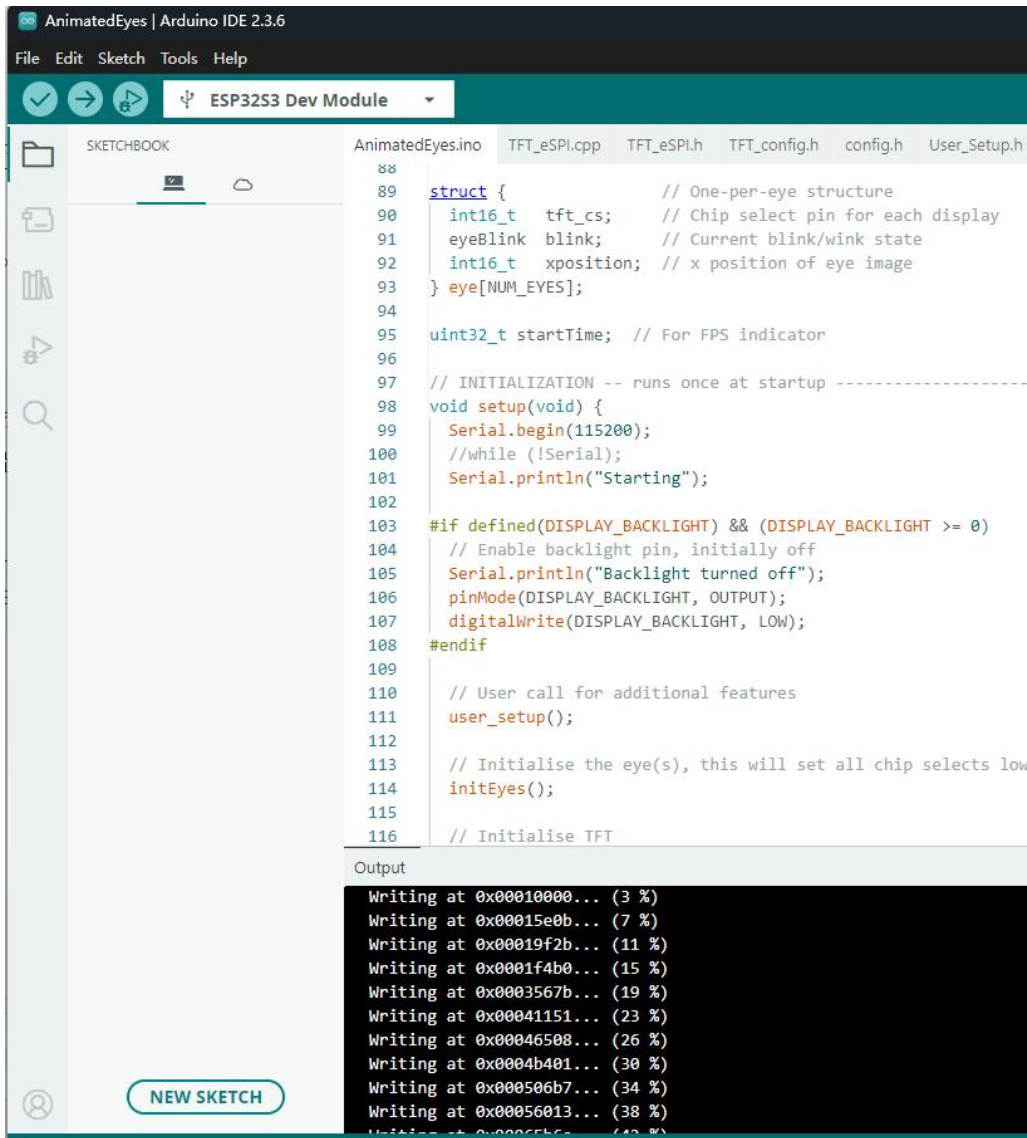 AnimatedEyes | Arduino IDE 2.3.6
File Edit Sketch Tools Help
ESP32S3 Dev Module
SKETCHBOOK
AnimatedEyes.ino TFT_eSPI.cpp TFT_eSPI.h TFT_config.h config.h User_Setup.h
88
89 struct { // One-per-eye structure
90 int16_t tft_cs; // Chip select pin for each display
91 eyeBlink blink; // Current blink/wink state
92 int16_t xposition; // x position of eye image
93 } eye[NUM_EYES];
94
95 uint32_t startTime; // For FPS indicator
96
97 // INITIALIZATION -- runs once at startup ---------------------
98 void setup(void) {
99 Serial.begin(115200);
100 //while (!Serial);
101 Serial.println("Starting");
102
103 #if defined(DISPLAY_BACKLIGHT) && (DISPLAY_BACKLIGHT >= 0)
104 // Enable backlight pin, initially off
105 Serial.println("Backlight turned off");
106 pinMode(DISPLAY_BACKLIGHT, OUTPUT);
107 digitalWrite(DISPLAY_BACKLIGHT, LOW);
108 #endif
109
110 // User call for additional features
111 user_setup();
112
113 // Initialise the eye(s), this will set all chip selects low
114 initEyes();
115
116 // Initialise TFT
Output
Writing at 0x00010000... (3 %)
Writing at 0x00015e0b... (7 %)
Writing at 0x00019f2b... (11 %)
Writing at 0x0001f4b0... (15 %)
Writing at 0x0003567b... (19 %)
Writing at 0x00041151... (23 %)
Writing at 0x00046508... (26 %)
Writing at 0x0004b401... (30 %)
Writing at 0x000506b7... (34 %)
Writing at 0x00056013... (38 %)
NEW SKETCH